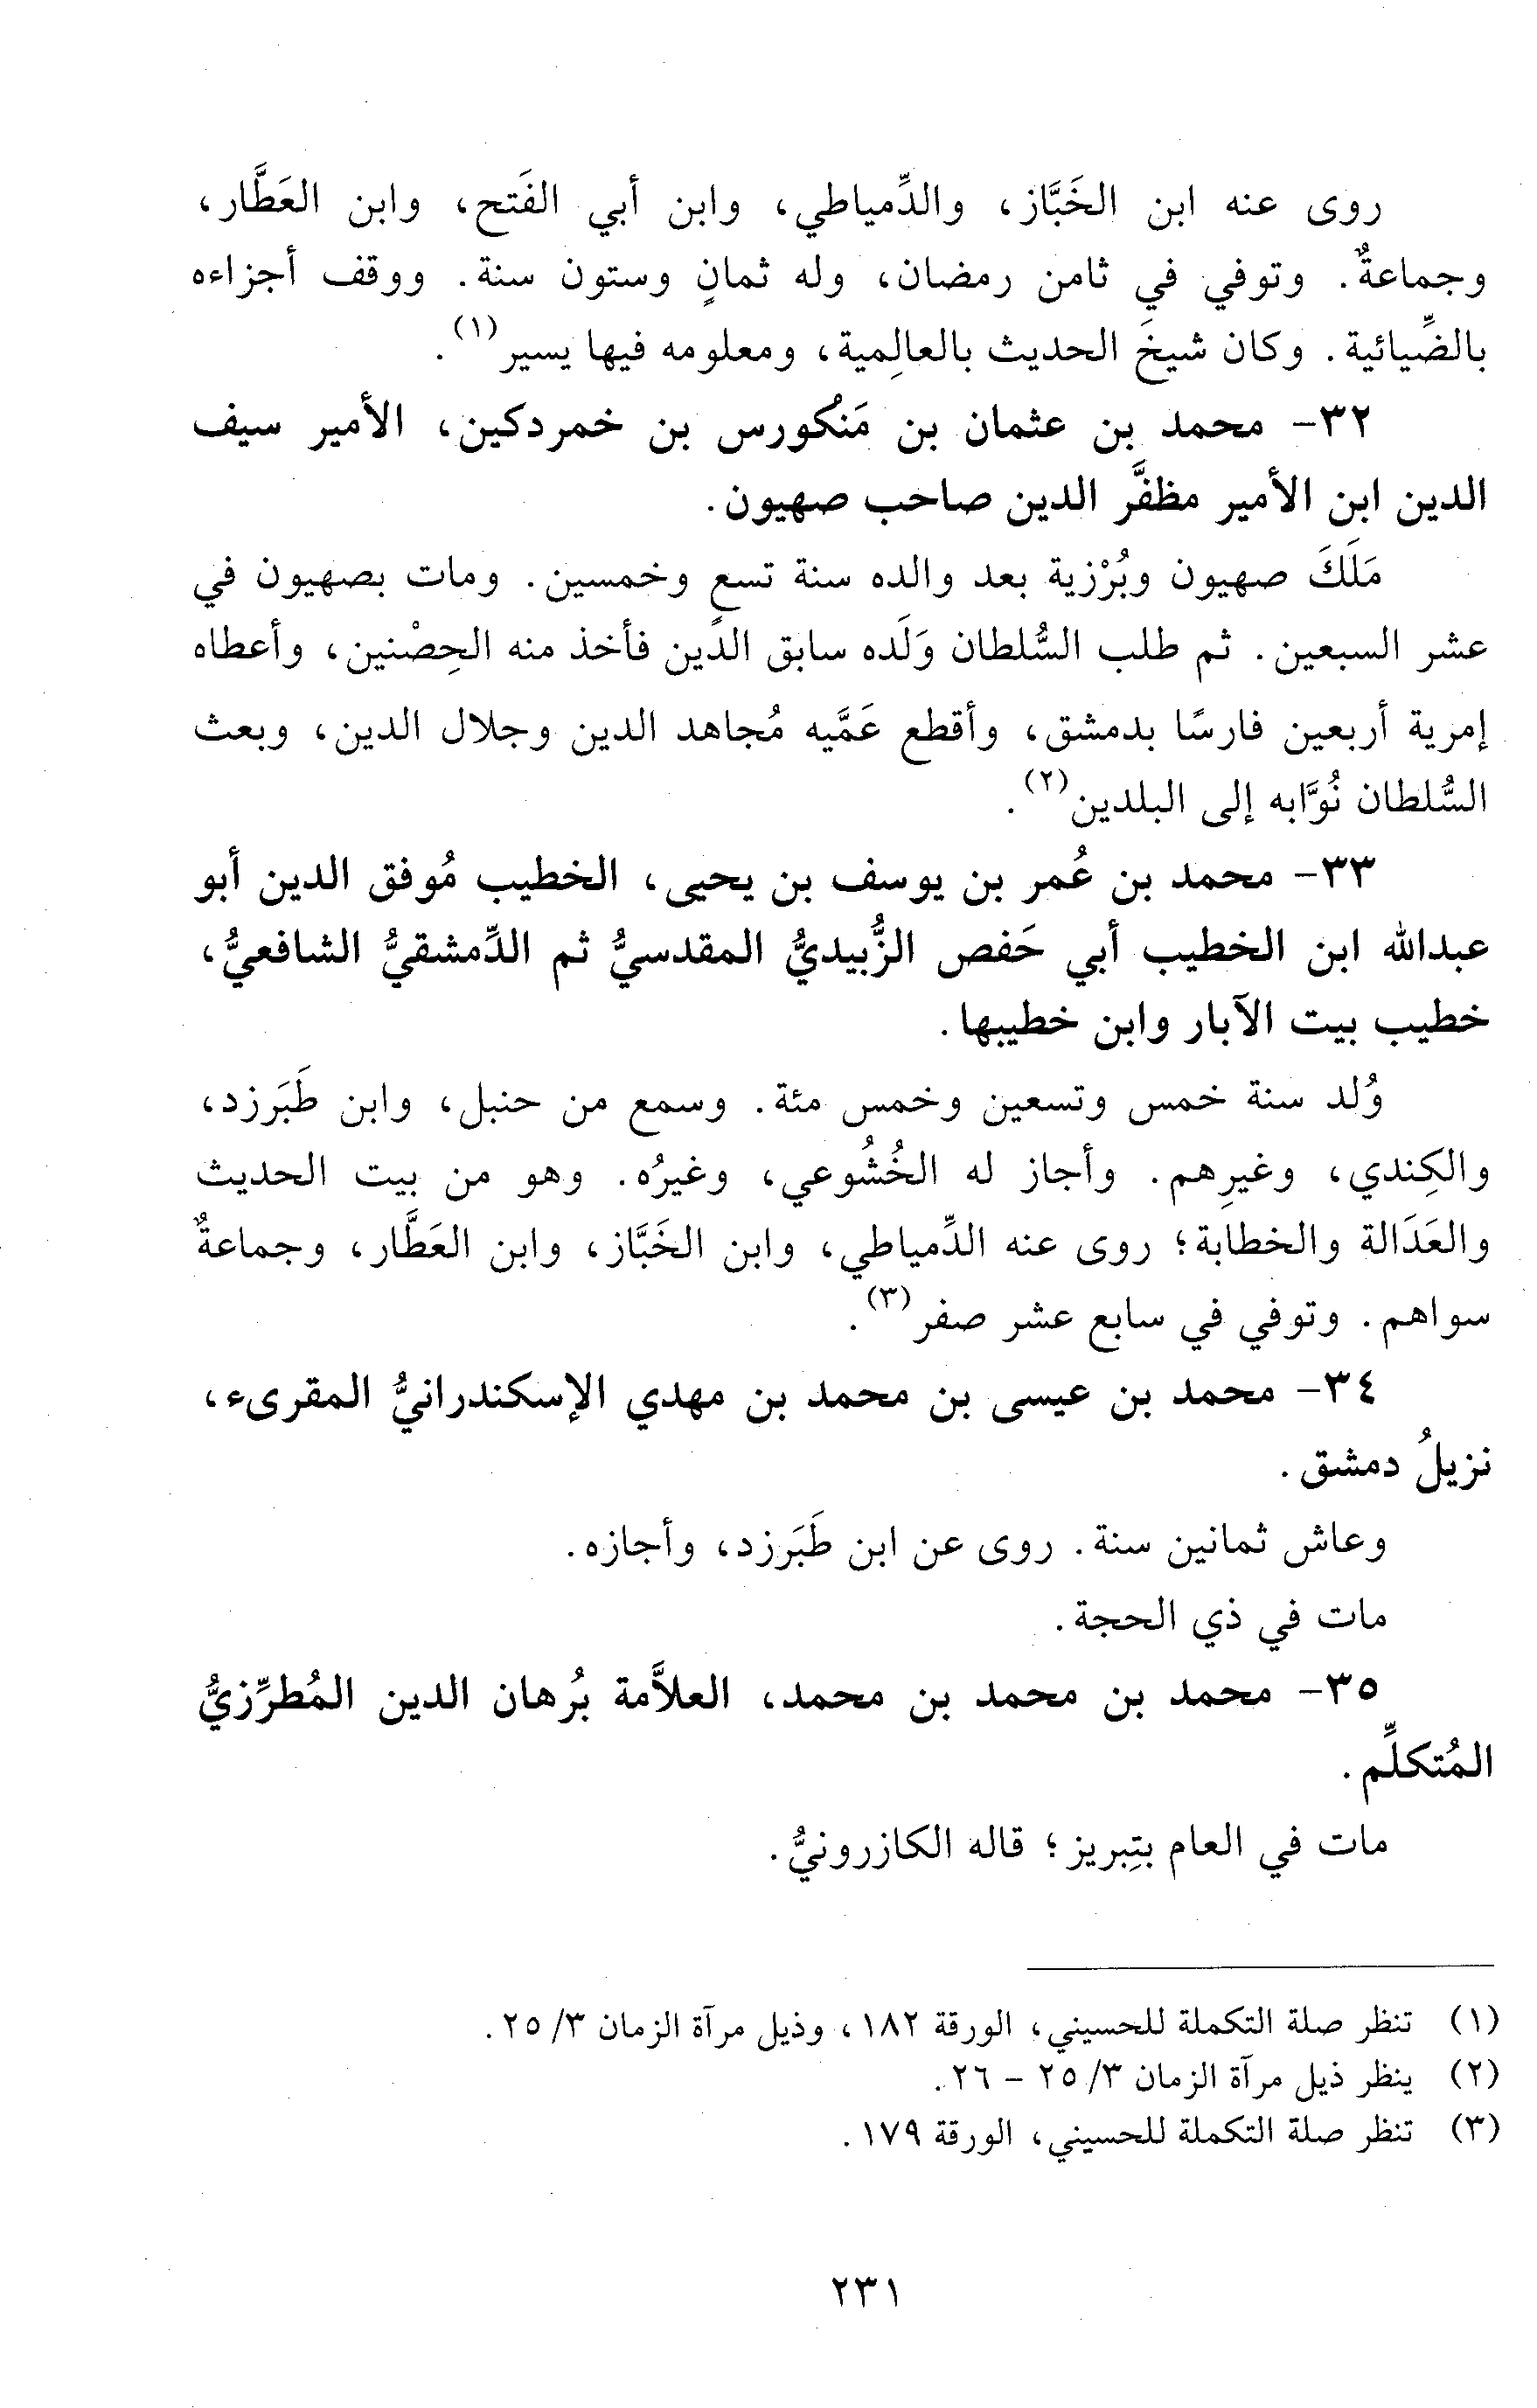 روى عنه ابن الخَبَّاز، والدِّمياطي، وابن أبي الفَتح، وابن العَطَّار،
وجماعةٌ. وتوفي في ثامن رمضان، وله ثمانٍ وستون سنة. ووقف أجزاءه
بالضِّيائية. وكان شيخَ الحديث بالعالِمية، ومعلومه فيها يسير(١).
٣٢- محمد بن عثمان بن مَنكُورس بن خمردكين، الأمير سيف
الدين ابن الأمير مظفَّر الدين صاحب صهيون.
مَلَكَ صهيون وبُرْزية بعد والده سنة تسعٍ وخمسين. ومات بصهيون في
عشر السبعين. ثم طلب السُّلطان وَلَده سابق الدين فأخذ منه الحِصْنين، وأعطاه
إمرية أربعين فارسًا بدمشق، وأقطع عَمَّيه مُجاهد الدين وجلال الدين، وبعث
السُّلطان نُوَّابه إلى البلدين(٢).
٣٣- محمد بن عُمر بن يوسف بن يحيى، الخطيب مُوفق الدين أبو
عبدالله ابن الخطيب أبي حَفص الزُّبيديُّ المقدسيُّ ثم الدِّمشقيُّ الشافعيُّ،
خطيب بيت الآبار وابن خطيبها.
وُلد سنة خمس وتسعين وخمس مئة. وسمع من حنبل، وابن طَبَرزد،
والكِندي، وغيرِهم. وأجاز له الخُشُوعي، وغيرُه. وهو من بيت الحديث
والعَدَالة والخطابة؛ روى عنه الدِّمياطي، وابن الخَبَّاز، وابن العَطَّار، وجماعةٌ
سواهم. وتوفي في سابع عشر صفر(٣).
٣٤- محمد بن عيسى بن محمد بن مهدي الإسكندرانيُّ المقرىء،
نزيلُ دمشق.
وعاش ثمانين سنة. روى عن ابن طَبَرزد، وأجازه.
مات في ذي الحجة.
٣٥- محمد بن محمد بن محمد، العلاَّمة بُرهان الدين المُطرِّزيُّ
المُتكلِّم.
مات في العام بتِبريز؛ قاله الكازرونيُّ.
(١) تنظر صلة التكملة للحسيني، الورقة ١٨٢، وذيل مرآة الزمان ٣/ ٢٥.
(٢) ينظر ذيل مرآة الزمان ٣/ ٢٥ - ٢٦.
(٣) تنظر صلة التكملة للحسيني، الورقة ١٧٩.
٢٣١